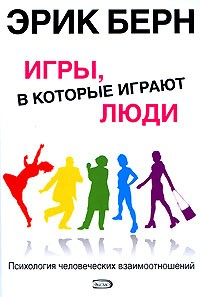 ЭРИК БЕРН
ИГРЫ,
В КОТОРЫЕ ИГРАЮТ
ЛЮДИ
Психология человеческих взаимоотношений